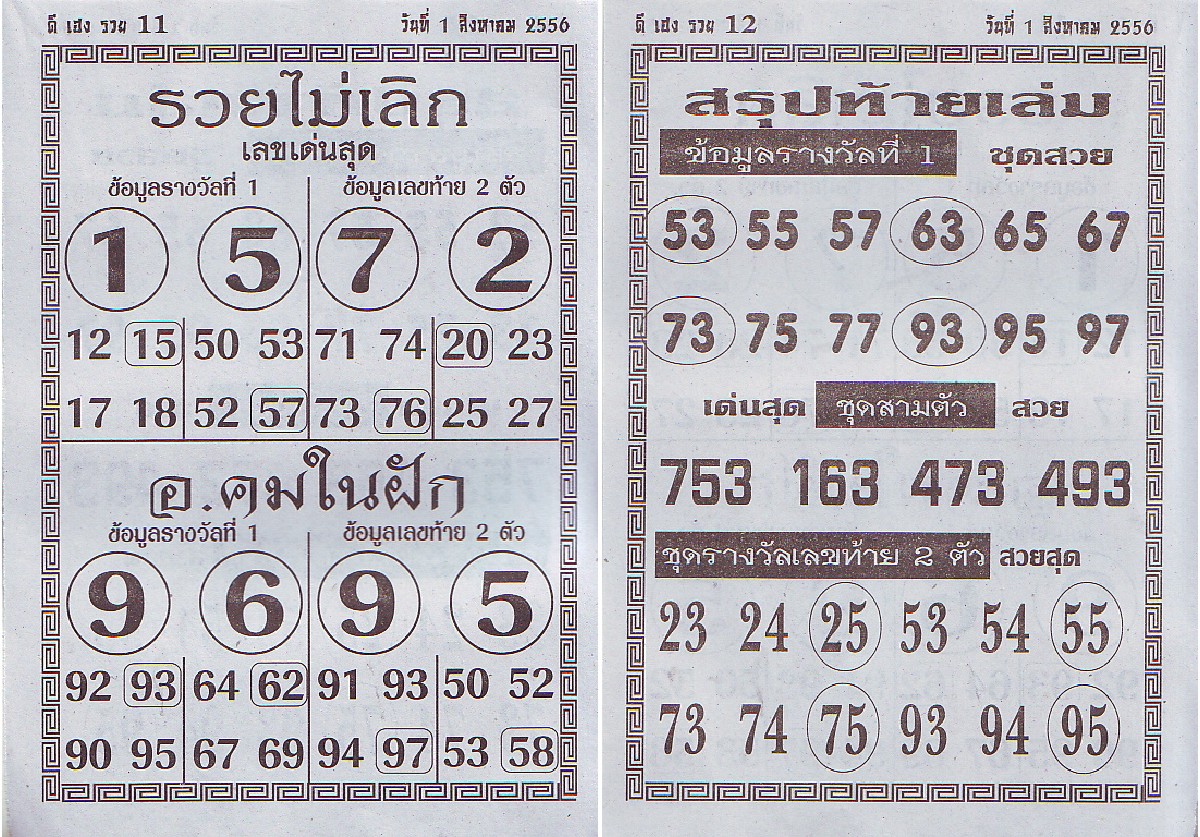 ดี เฮง รวย 11 วันที่ 1 สิงหาคม 2556
รวยไม่เลิก
เลขเด่นสุด
ข้อมูลรางวัลที่ 1 ข้อมูลเลขท้าย 2 ตัว
1 5 7 2
12 15 50 53 71 74 20 23
17 18 52 57 73 76 25 27
อ.คมในฝัก
ข้อมูลรางวัลที่ 1 ข้อมูลเลขท้าย 2 ตัว
9 6 9 5
92 93 64 62 91 93 50 52
90 95 67 69 94 97 53 58
ดี เฮง รวย 12 วันที่ 1 สิงหาคม 2556
สรุปท้ายเล่ม
ข้อมูลรางวัลที่ 1 ชุดสวย
53 55 57 63 65 67
73 75 77 93 95 97
เด่นสุด ชุดสามตัว สวย
753 163 473 493
ชุดรางวัลเลขท้าย 2 ตัว สวยสุด
23 24 25 53 54 55
73 74 75 93 94 95